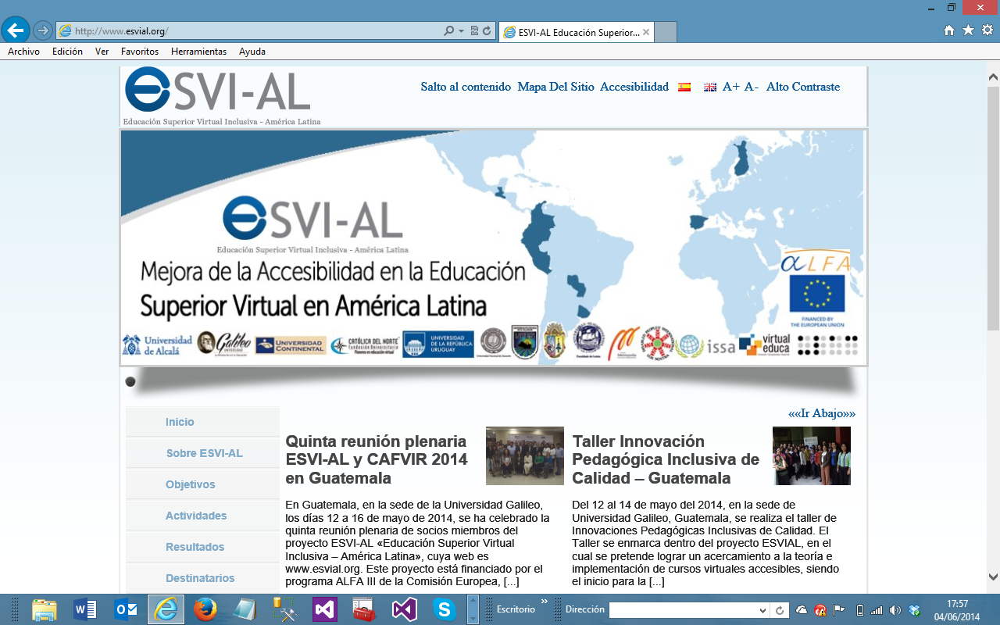 http://www.esvial.org/
ESVI-AL Educación Superior...
Archivo Edición Ver Favoritos Herramientas Ayuda
eSVI-AL
Educación Superior Virtual Inclusiva - América Latina
Salto al contenido Mapa Del Sitio Accesibilidad A+ A- Alto Contraste
eSVI-AL
Educación Superior Virtual Inclusiva - América Latina
Mejora de la Accesibilidad en la Educación
Superior Virtual en América Latina
αLFA
FINANCED BY
THE EUROPEAN UNION
Universidad
de Alcalá
Galileo
UNIVERSIDAD
CONTINENTAL
CATÓLICA DEL NORTE
Fundación Universitaria
UNIVERSIDAD
DE LA REPÚBLICA
URUGUAY
issa
virtual
educa
««Ir Abajo»»
Inicio
Sobre ESVI-AL
Objetivos
Actividades
Resultados
Destinatarios
Quinta reunión plenaria
ESVI-AL y CAFVIR 2014
en Guatemala
En Guatemala, en la sede de la Universidad Galileo,
los días 12 a 16 de mayo de 2014, se ha celebrado la
quinta reunión plenaria de socios miembros del
proyecto ESVI-AL «Educación Superior Virtual
Inclusiva – América Latina», cuya web es
www.esvial.org. Este proyecto está financiado por el
programa ALFA III de la Comisión Europea, [...]
Taller Innovación
Pedagógica Inclusiva de
Calidad – Guatemala
Del 12 al 14 de mayo del 2014, en la sede de
Universidad Galileo, Guatemala, se realiza el taller de
Innovaciones Pedagógicas Inclusivas de Calidad. El
Taller se enmarca dentro del proyecto ESVIAL, en el
cual se pretende lograr un acercamiento a la teoría e
implementación de cursos virtuales accesibles, siendo
el inicio para la [...]
Escritorio
Dirección
17:57
04/06/2014